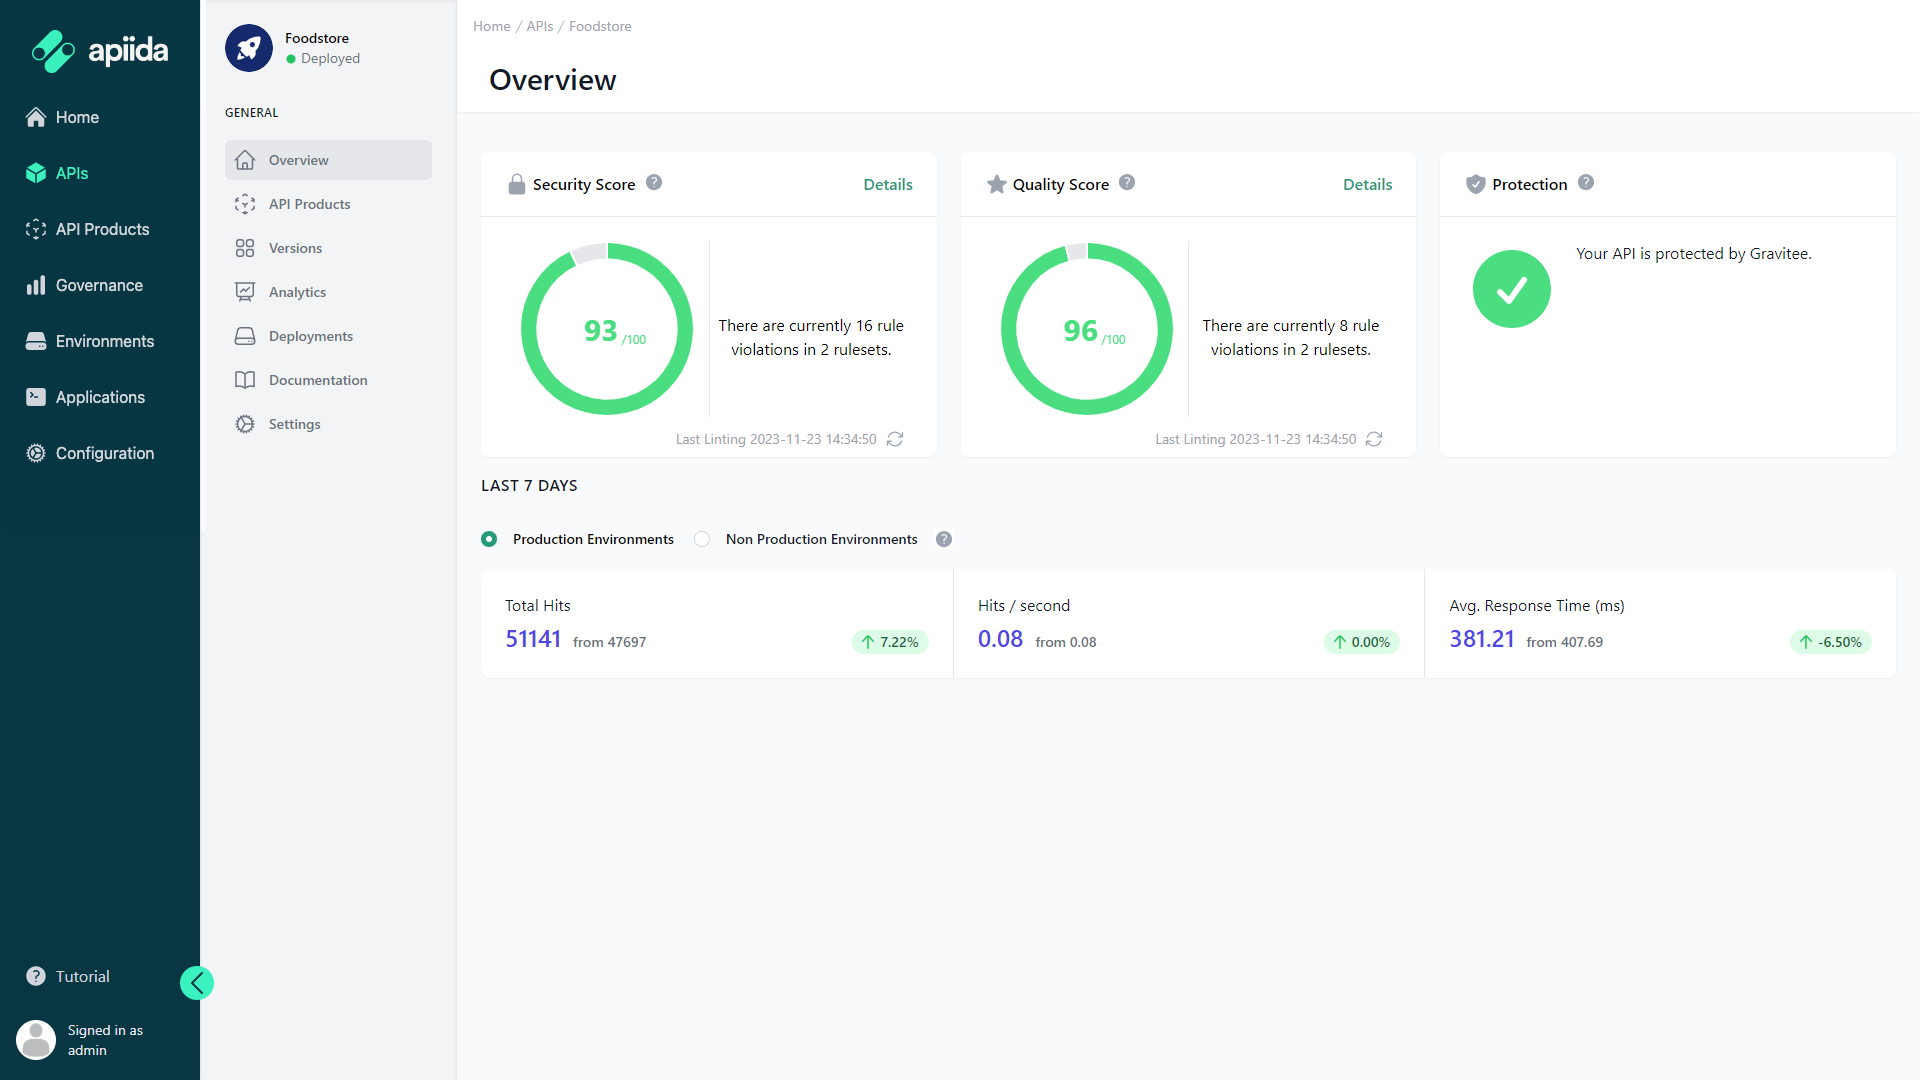 apiida
Home
APIs
API Products
Governance
Environments
Applications
Configuration
Tutorial
Signed in as
admin
Foodstore
Deployed
GENERAL
Overview
API Products
Versions
Analytics
Deployments
Documentation
Settings
Home / APIs / Foodstore
Overview
Security Score ? Details
93 /100
There are currently 16 rule
violations in 2 rulesets.
Last Linting 2023-11-23 14:34:50
Quality Score ? Details
96 /100
There are currently 8 rule
violations in 2 rulesets.
Last Linting 2023-11-23 14:34:50
Protection ?
Your API is protected by Gravitee.
LAST 7 DAYS
Production Environments Non Production Environments ?
Total Hits
51141 from 47697 7.22%
Hits / second
0.08 from 0.08 0.00%
Avg. Response Time (ms)
381.21 from 407.69 -6.50%